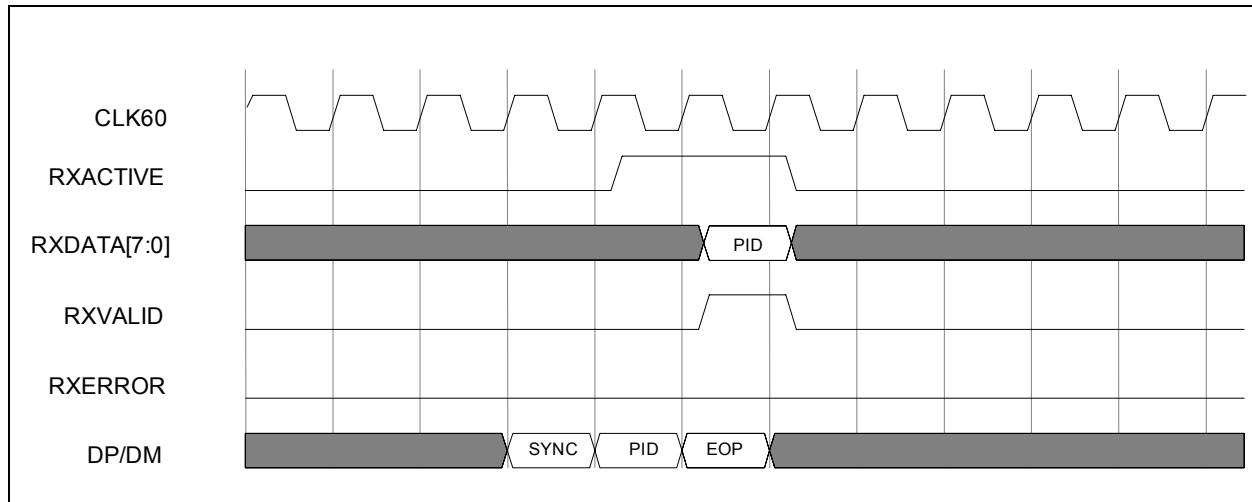 CLK60
RXACTIVE
RXDATA[7:0]
PID
RXVALID
RXERROR
DP/DM
SYNC
PID
EOP